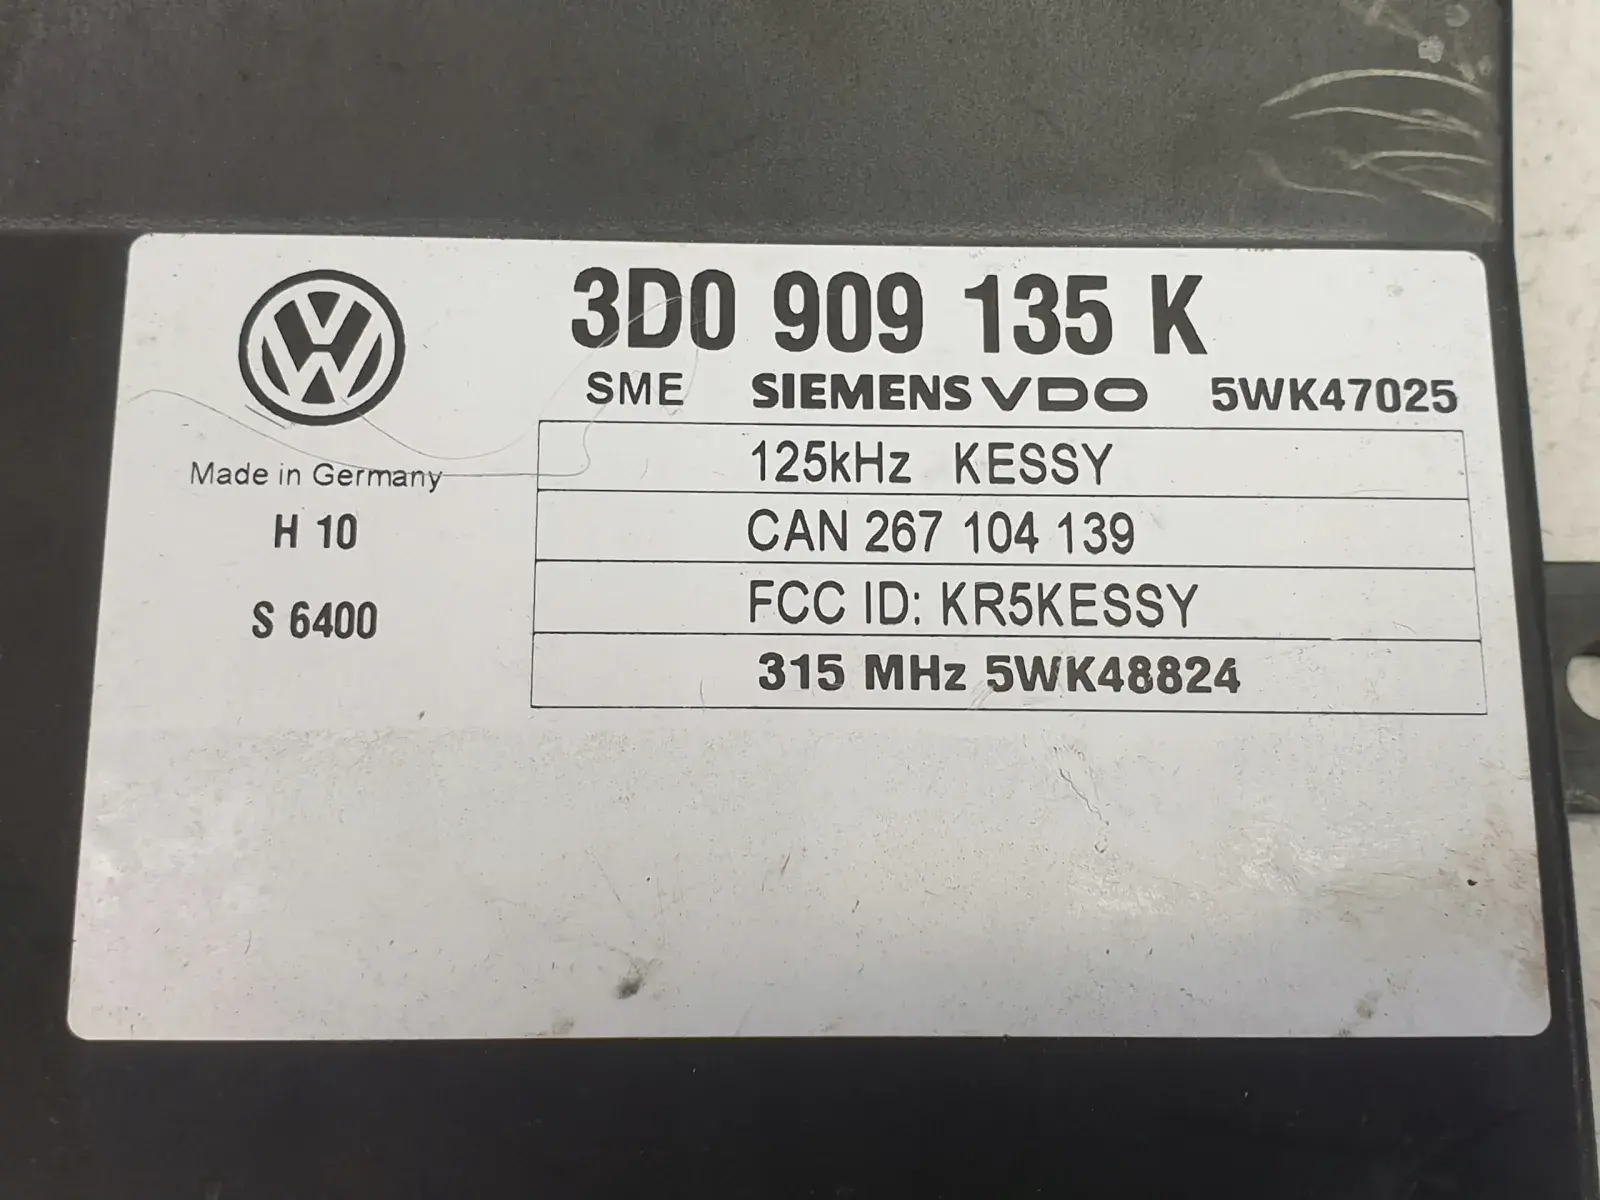 3D0 909 135 K
SME SIEMENS VDO 5WK47025
125kHz KESSY
Made in Germany
CAN 267 104 139
H 10
FCC ID: KR5KESSY
S 6400
315 MHz 5WK48824